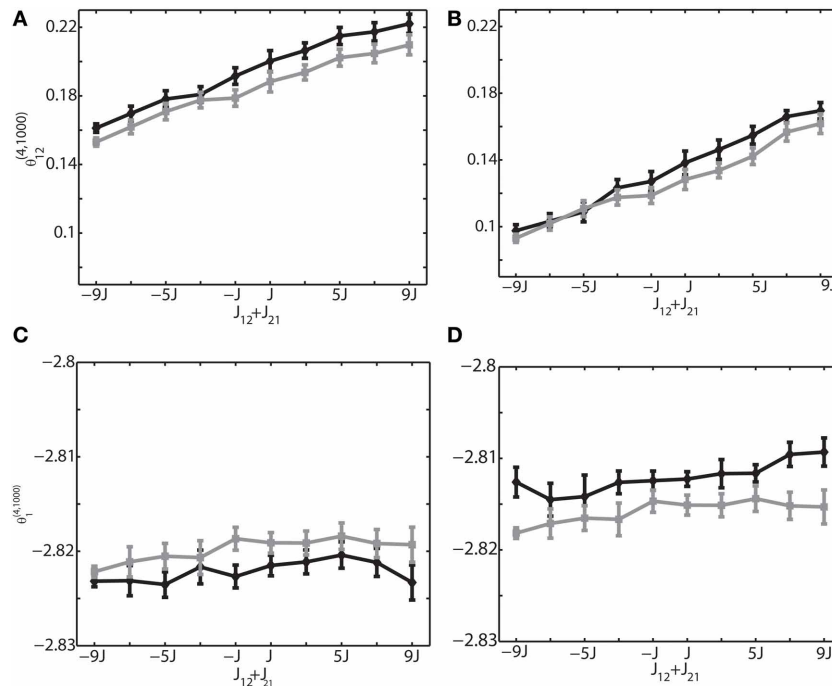 A
0.22
0.18
0.14
0.1
θ12(4,1000)
−9J −5J −J J 5J 9J
J12+J21
B
0.22
0.18
0.14
0.1
−9J −5J −J J 5J 9J
J12+J21
C
−2.8
−2.81
−2.82
−2.83
θ1(4,1000)
−9J −5J −J J 5J 9J
J12+J21
D
−2.8
−2.81
−2.82
−2.83
−9J −5J −J J 5J 9J
J12+J21